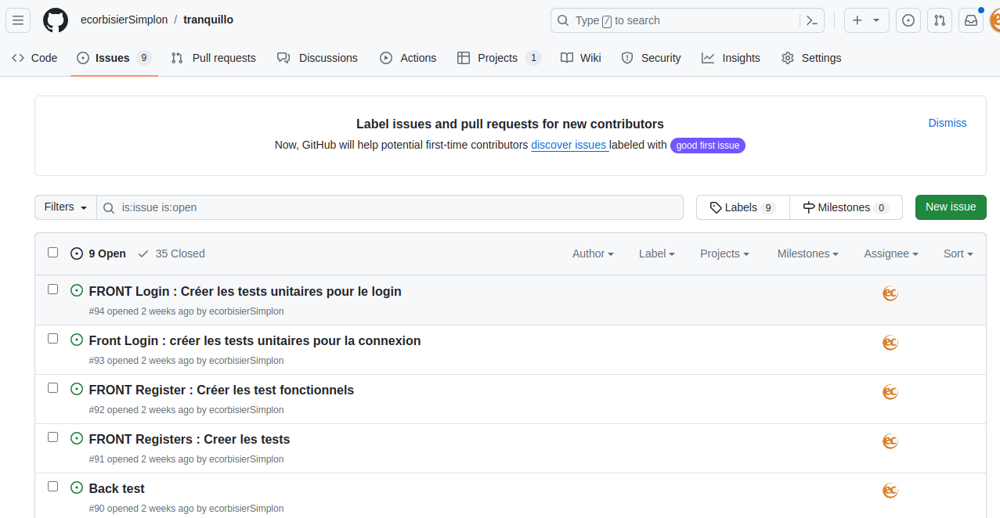 ecorbisierSimplon / tranquillo
Type / to search
Code
Issues 9
Pull requests
Discussions
Actions
Projects 1
Wiki
Security
Insights
Settings
Label issues and pull requests for new contributors
Dismiss
Now, GitHub will help potential first-time contributors discover issues labeled with good first issue
Filters
is:issue is:open
Labels 9
Milestones 0
New issue
9 Open
35 Closed
Author
Label
Projects
Milestones
Assignee
Sort
FRONT Login : Créer les tests unitaires pour le login
ec
#94 opened 2 weeks ago by ecorbisierSimplon
Front Login : créer les tests unitaires pour la connexion
ec
#93 opened 2 weeks ago by ecorbisierSimplon
FRONT Register : Créer les test fonctionnels
ec
#92 opened 2 weeks ago by ecorbisierSimplon
FRONT Registers : Creer les tests
ec
#91 opened 2 weeks ago by ecorbisierSimplon
Back test
ec
#90 opened 2 weeks ago by ecorbisierSimplon